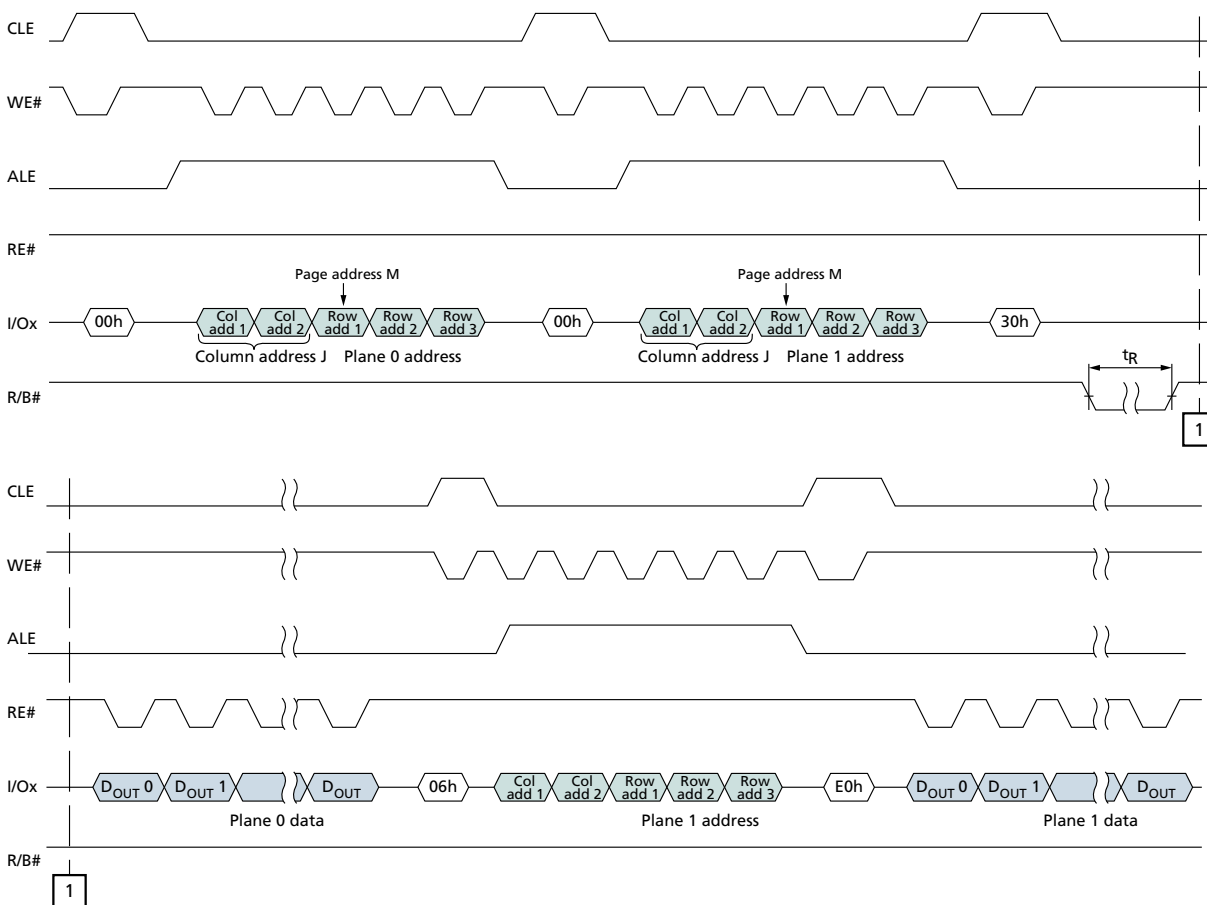 CLE
WE#
ALE
RE#
Page address M
Page address M
I/Ox
00h
Col add 1
Col add 2
Row add 1
Row add 2
Row add 3
00h
Col add 1
Col add 2
Row add 1
Row add 2
Row add 3
30h
Column address J
Plane 0 address
Column address J
Plane 1 address
tR
R/B#
1
CLE
WE#
ALE
RE#
I/Ox
DOUT 0
DOUT 1
DOUT
06h
Col add 1
Col add 2
Row add 1
Row add 2
Row add 3
E0h
DOUT 0
DOUT 1
DOUT
Plane 0 data
Plane 1 address
Plane 1 data
R/B#
1